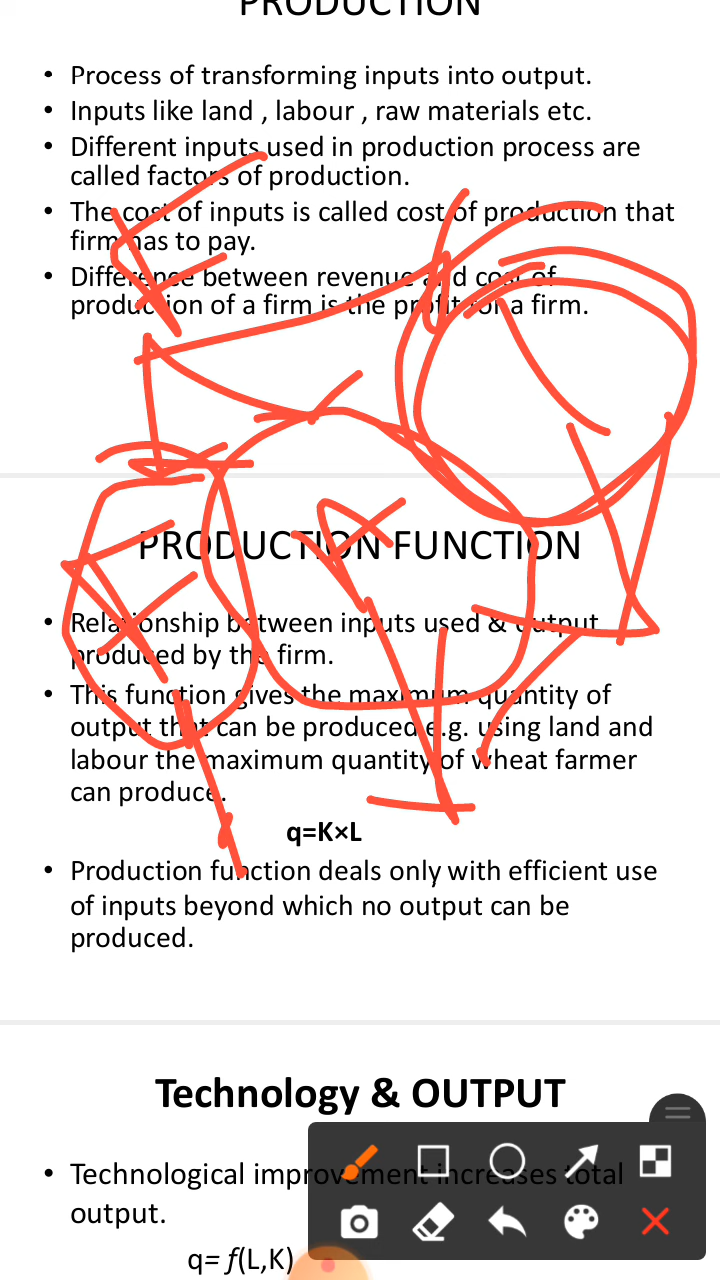 PRODUCTION
• Process of transforming inputs into output.
• Inputs like land , labour , raw materials etc.
• Different inputs used in production process are
called factors of production.
• The cost of inputs is called cost of production that
firm has to pay.
• Difference between revenue and cost of
production of a firm is the profit for a firm.
PRODUCTION FUNCTION
• Relationship between inputs used & output
produced by the firm.
• This function gives the maximum quantity of
output that can be produced e.g. using land and
labour the maximum quantity of wheat farmer
can produce.
q=K×L
• Production function deals only with efficient use
of inputs beyond which no output can be
produced.
Technology & OUTPUT
• Technological improvement increases total
output.
q= f(L,K)